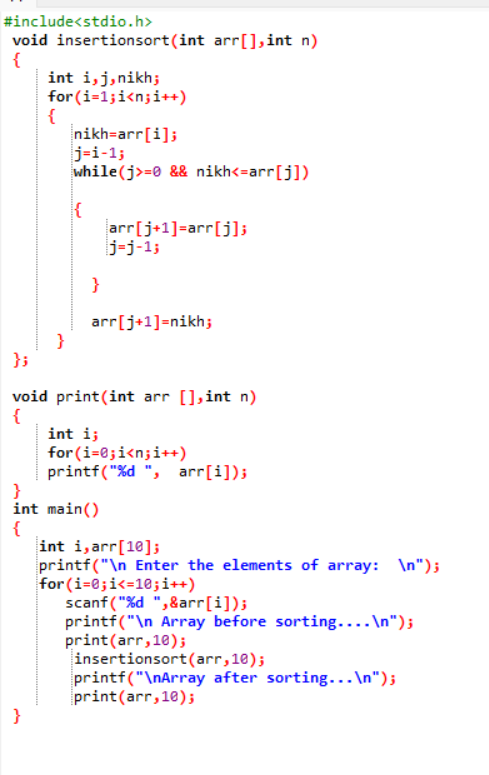 #include<stdio.h>
void insertionsort(int arr[],int n)
{
int i,j,nikh;
for(i=1;i<n;i++)
{
nikh=arr[i];
j=i-1;
while(j>=0 && nikh<=arr[j])
{
arr[j+1]=arr[j];
j=j-1;
}
arr[j+1]=nikh;
}
};
void print(int arr [],int n)
{
int i;
for(i=0;i<n;i++)
printf("%d ",  arr[i]);
}
int main()
{
int i,arr[10];
printf("\n Enter the elements of array:  \n");
for(i=0;i<=10;i++)
scanf("%d ",&arr[i]);
printf("\n Array before sorting....\n");
print(arr,10);
insertionsort(arr,10);
printf("\nArray after sorting...\n");
print(arr,10);
}